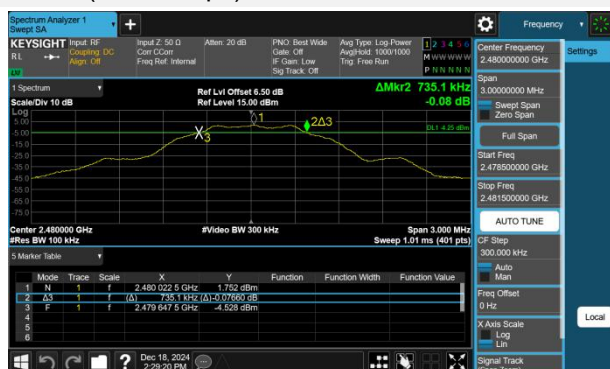 Spectrum Analyzer 1
Swept SA
Frequency
KEYSIGHT
Input: RF
Input Z: 50 Ω
Atten: 20 dB
PNO: Best Wide
Avg Type: Log-Power
1 2 3 4 5 6
RL
Coupling: DC
Corr CCorr
Gate: Off
Avg|Hold: 1000/1000
M W W W W W
Align: Off
Freq Ref: Internal
IF Gain: Low
Trig: Free Run
P N N N N N
Sig Track: Off
1 Spectrum
Ref Lvl Offset 6.50 dB
ΔMkr2 735.1 kHz
Scale/Div 10 dB
Ref Level 15.00 dBm
-0.08 dB
Log
1
2Δ3
3
DL1 -4.25 dBm
5.00
-5.00
-15.0
-25.0
-35.0
-45.0
-55.0
-65.0
-75.0
Center 2.480000 GHz
#Video BW 300 kHz
Span 3.000 MHz
#Res BW 100 kHz
Sweep 1.01 ms (401 pts)
5 Marker Table
Mode Trace Scale X Y Function Function Width Function Value
1 N 1 f 2.480 022 5 GHz 1.752 dBm
2 Δ3 1 f (Δ) 735.1 kHz (Δ) -0.07660 dB
3 F 1 f 2.479 647 5 GHz -4.528 dBm
4
5
6
?
Dec 18, 2024
2:29:20 PM
Center Frequency
2.480000000 GHz
Settings
Span
3.00000000 MHz
Swept Span
Zero Span
Full Span
Start Freq
2.478500000 GHz
Stop Freq
2.481500000 GHz
AUTO TUNE
CF Step
300.000 kHz
Auto
Man
Freq Offset
0 Hz
Local
X Axis Scale
Log
Lin
Signal Track